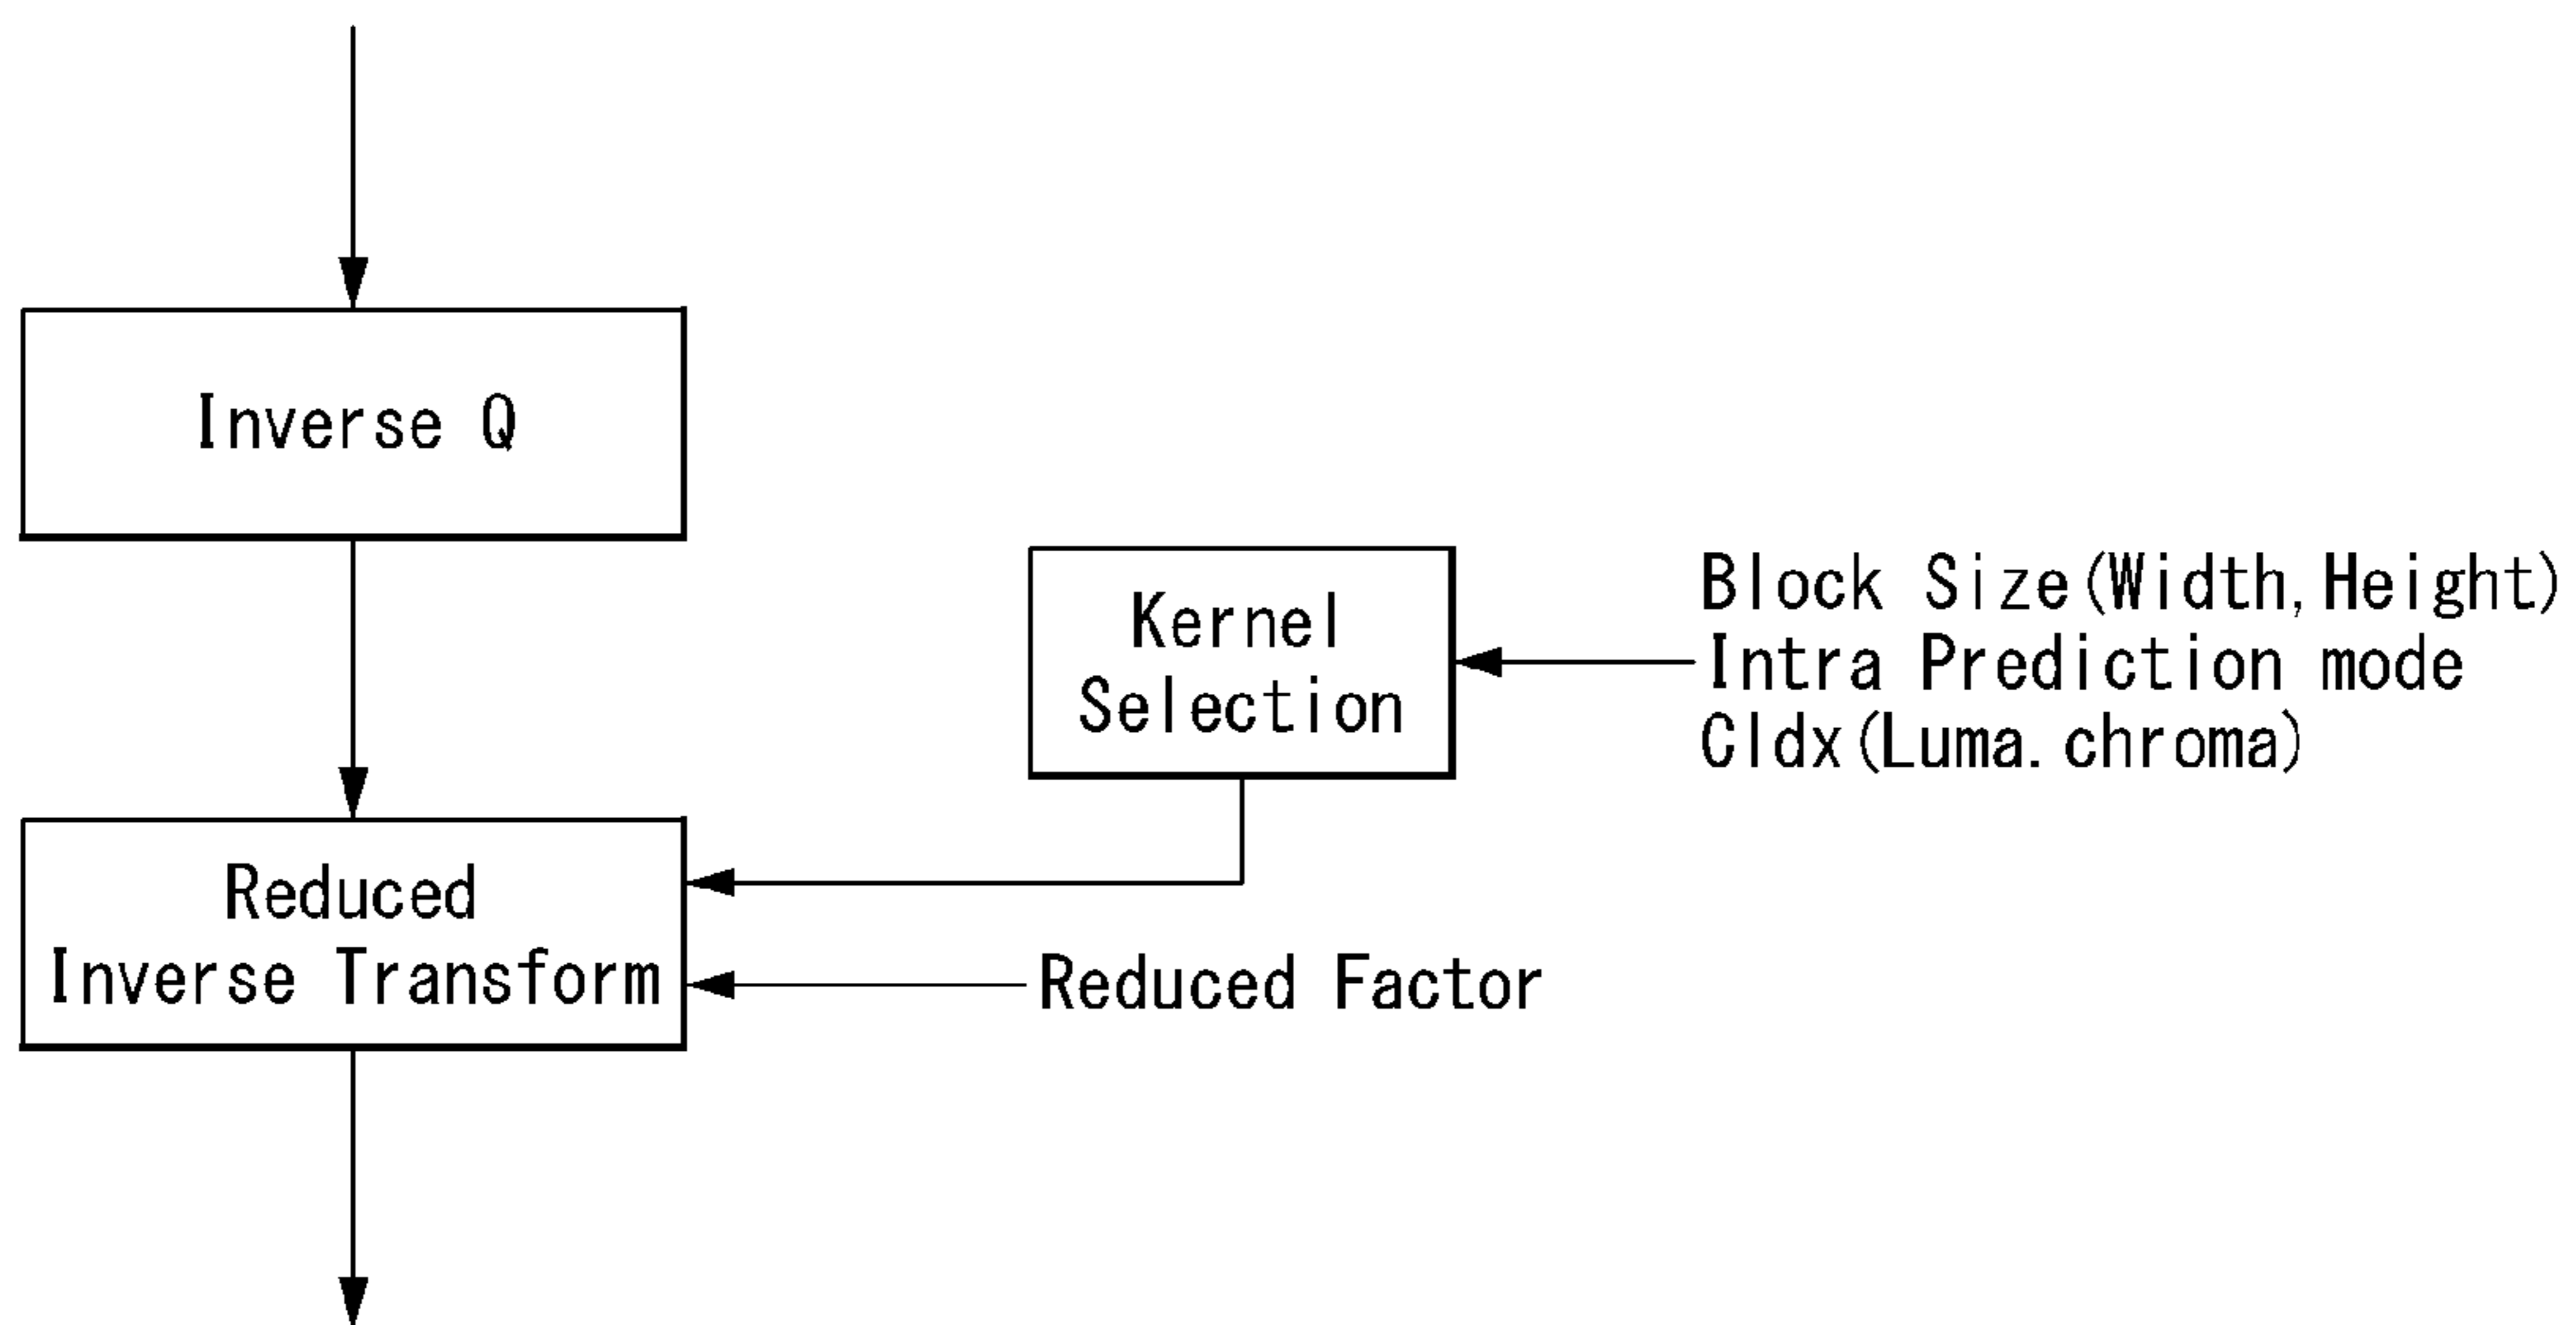 Inverse Q
Kernel
Selection
Block Size(Width,Height)
Intra Prediction mode
CIdx(Luma.chroma)
Reduced
Inverse Transform
Reduced Factor